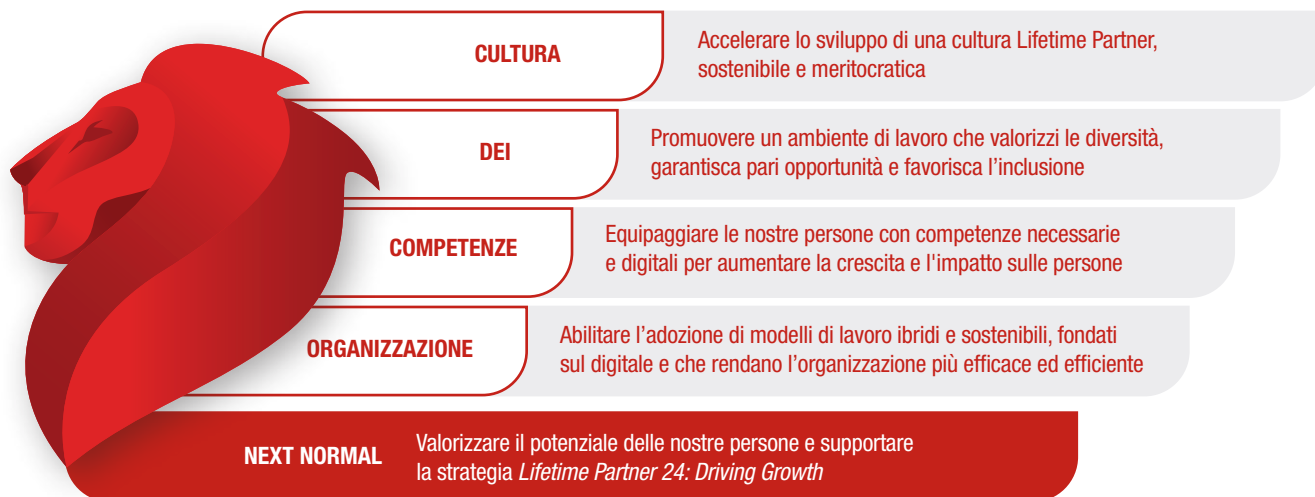 CULTURA
Accelerare lo sviluppo di una cultura Lifetime Partner,
sostenibile e meritocratica
DEI
Promuovere un ambiente di lavoro che valorizzi le diversità,
garantisca pari opportunità e favorisca l’inclusione
COMPETENZE
Equipaggiare le nostre persone con competenze necessarie
e digitali per aumentare la crescita e l'impatto sulle persone
ORGANIZZAZIONE
Abilitare l’adozione di modelli di lavoro ibridi e sostenibili, fondati
sul digitale e che rendano l’organizzazione più efficace ed efficiente
NEXT NORMAL
Valorizzare il potenziale delle nostre persone e supportare
la strategia Lifetime Partner 24: Driving Growth